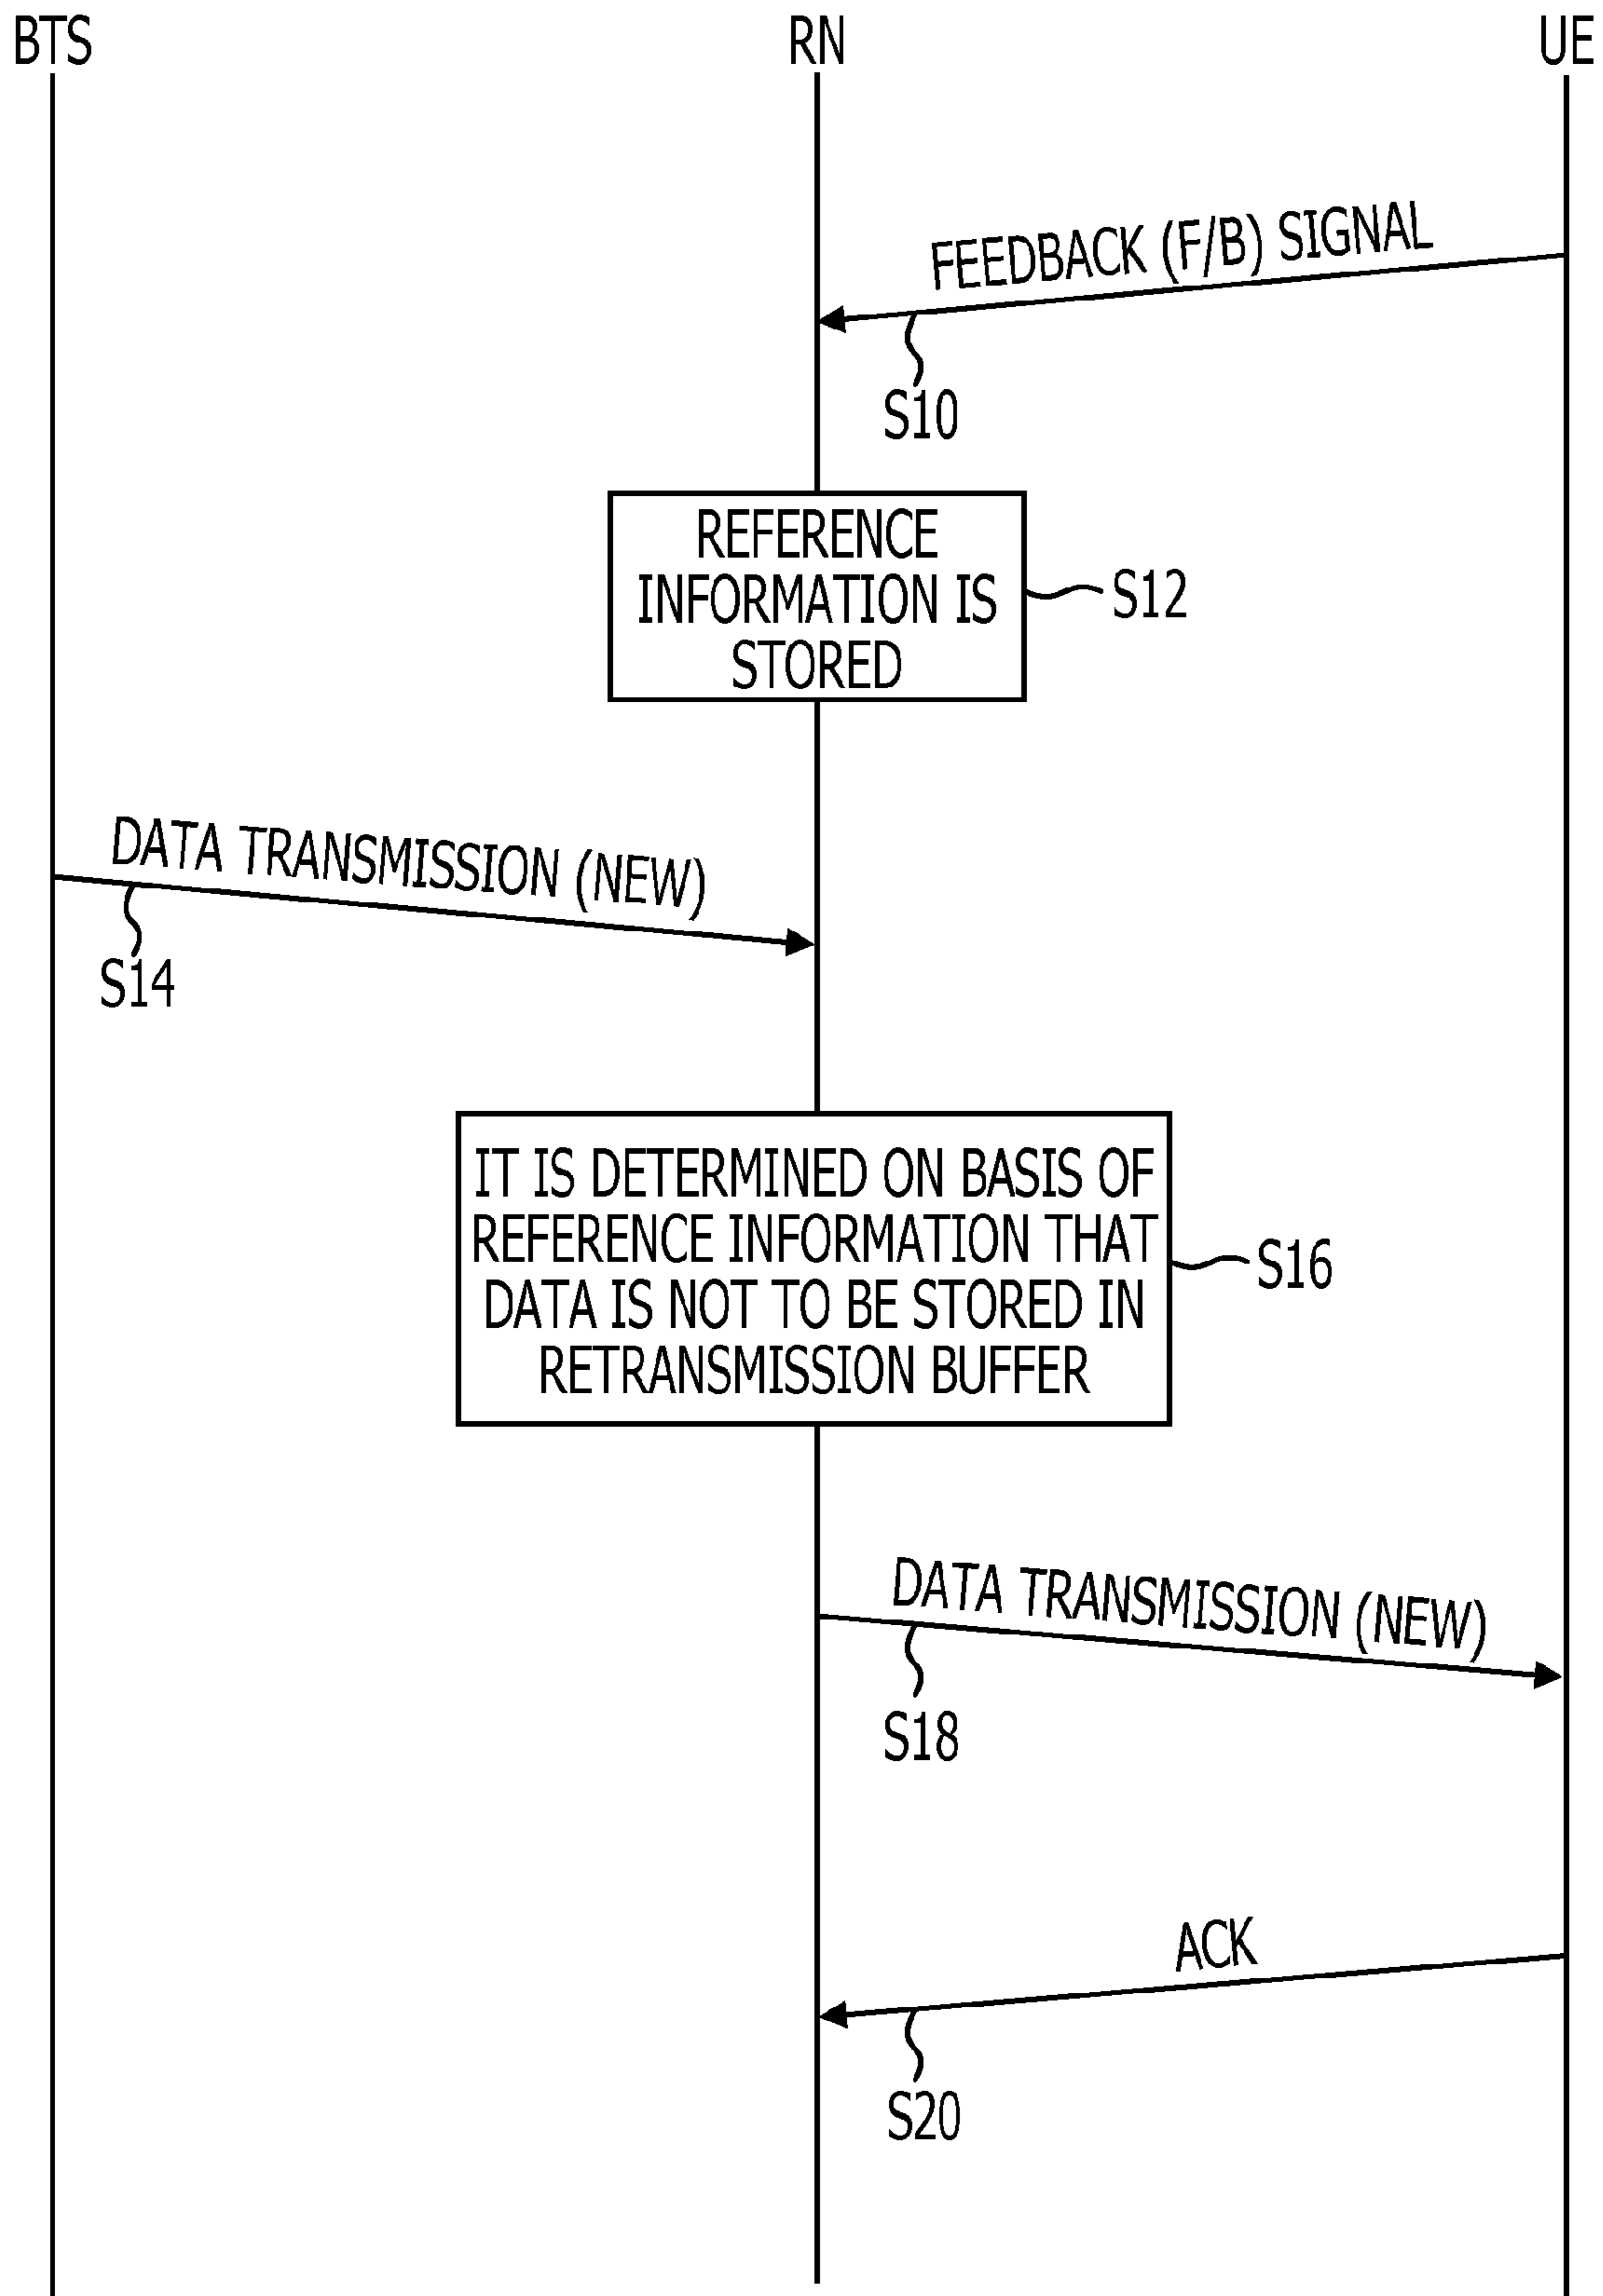 BTS
RN
UE
FEEDBACK (F/B) SIGNAL
S10
REFERENCE
INFORMATION IS
STORED
S12
DATA TRANSMISSION (NEW)
S14
IT IS DETERMINED ON BASIS OF
REFERENCE INFORMATION THAT
DATA IS NOT TO BE STORED IN
RETRANSMISSION BUFFER
S16
DATA TRANSMISSION (NEW)
S18
ACK
S20